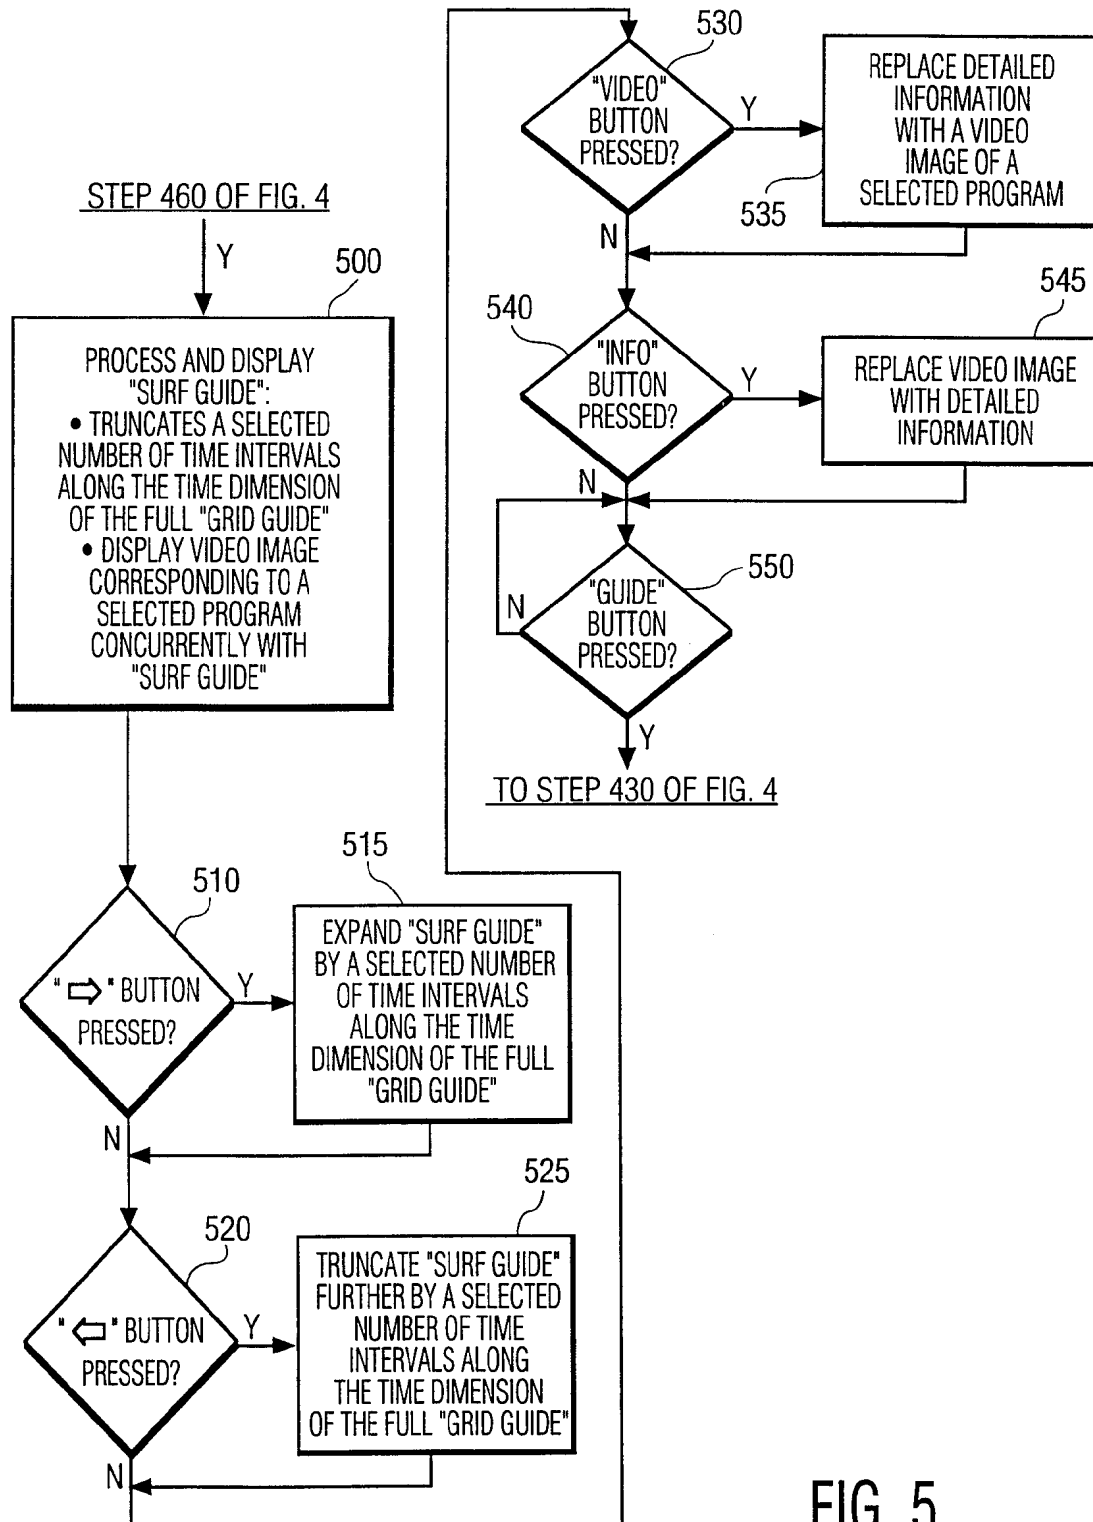 STEP 460 OF FIG. 4
Y
500
PROCESS AND DISPLAY
"SURF GUIDE":
• TRUNCATES A SELECTED
NUMBER OF TIME INTERVALS
ALONG THE TIME DIMENSION
OF THE FULL "GRID GUIDE"
• DISPLAY VIDEO IMAGE
CORRESPONDING TO A
SELECTED PROGRAM
CONCURRENTLY WITH
"SURF GUIDE"
510
" ⇨ " BUTTON
PRESSED?
Y
N
515
EXPAND "SURF GUIDE"
BY A SELECTED NUMBER
OF TIME INTERVALS
ALONG THE TIME
DIMENSION OF THE FULL
"GRID GUIDE"
520
" ⇦ " BUTTON
PRESSED?
Y
N
525
TRUNCATE "SURF GUIDE"
FURTHER BY A SELECTED
NUMBER OF TIME
INTERVALS ALONG
THE TIME DIMENSION
OF THE FULL "GRID GUIDE"
530
"VIDEO"
BUTTON
PRESSED?
Y
N
535
REPLACE DETAILED
INFORMATION
WITH A VIDEO
IMAGE OF A
SELECTED PROGRAM
540
"INFO"
BUTTON
PRESSED?
Y
N
545
REPLACE VIDEO IMAGE
WITH DETAILED
INFORMATION
550
"GUIDE"
BUTTON
PRESSED?
N
Y
TO STEP 430 OF FIG. 4
FIG. 5